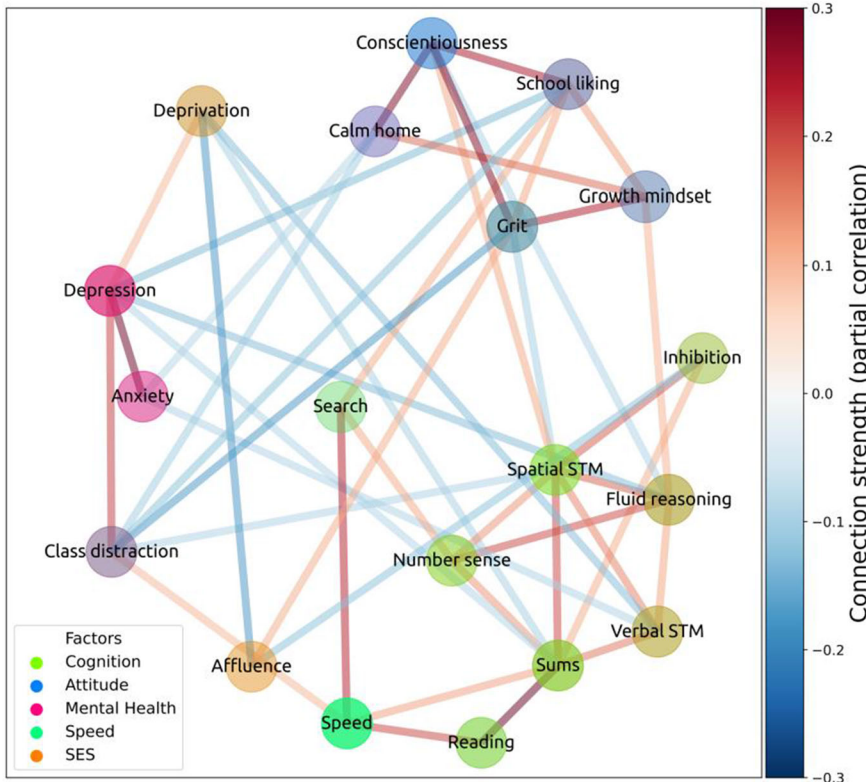 Conscientiousness
School liking
Deprivation
Calm home
Growth mindset
Grit
Depression
Inhibition
Anxiety
Search
Spatial STM
Fluid reasoning
Class distraction
Number sense
Verbal STM
Affluence
Sums
Speed
Reading
Factors
Cognition
Attitude
Mental Health
Speed
SES
0.3
0.2
0.1
0.0
−0.1
−0.2
−0.3
Connection strength (partial correlation)